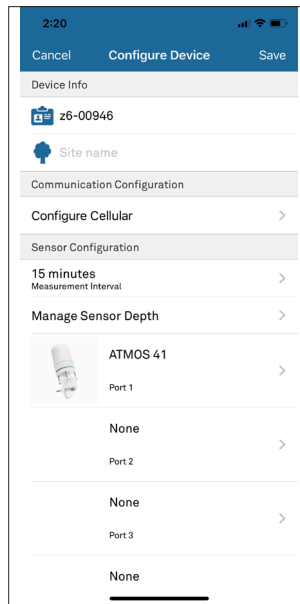 2:20
Cancel Configure Device Save
Device Info
z6-00946
Site name
Communication Configuration
Configure Cellular
Sensor Configuration
15 minutes
Measurement Interval
Manage Sensor Depth
ATMOS 41
Port 1
None
Port 2
None
Port 3
None